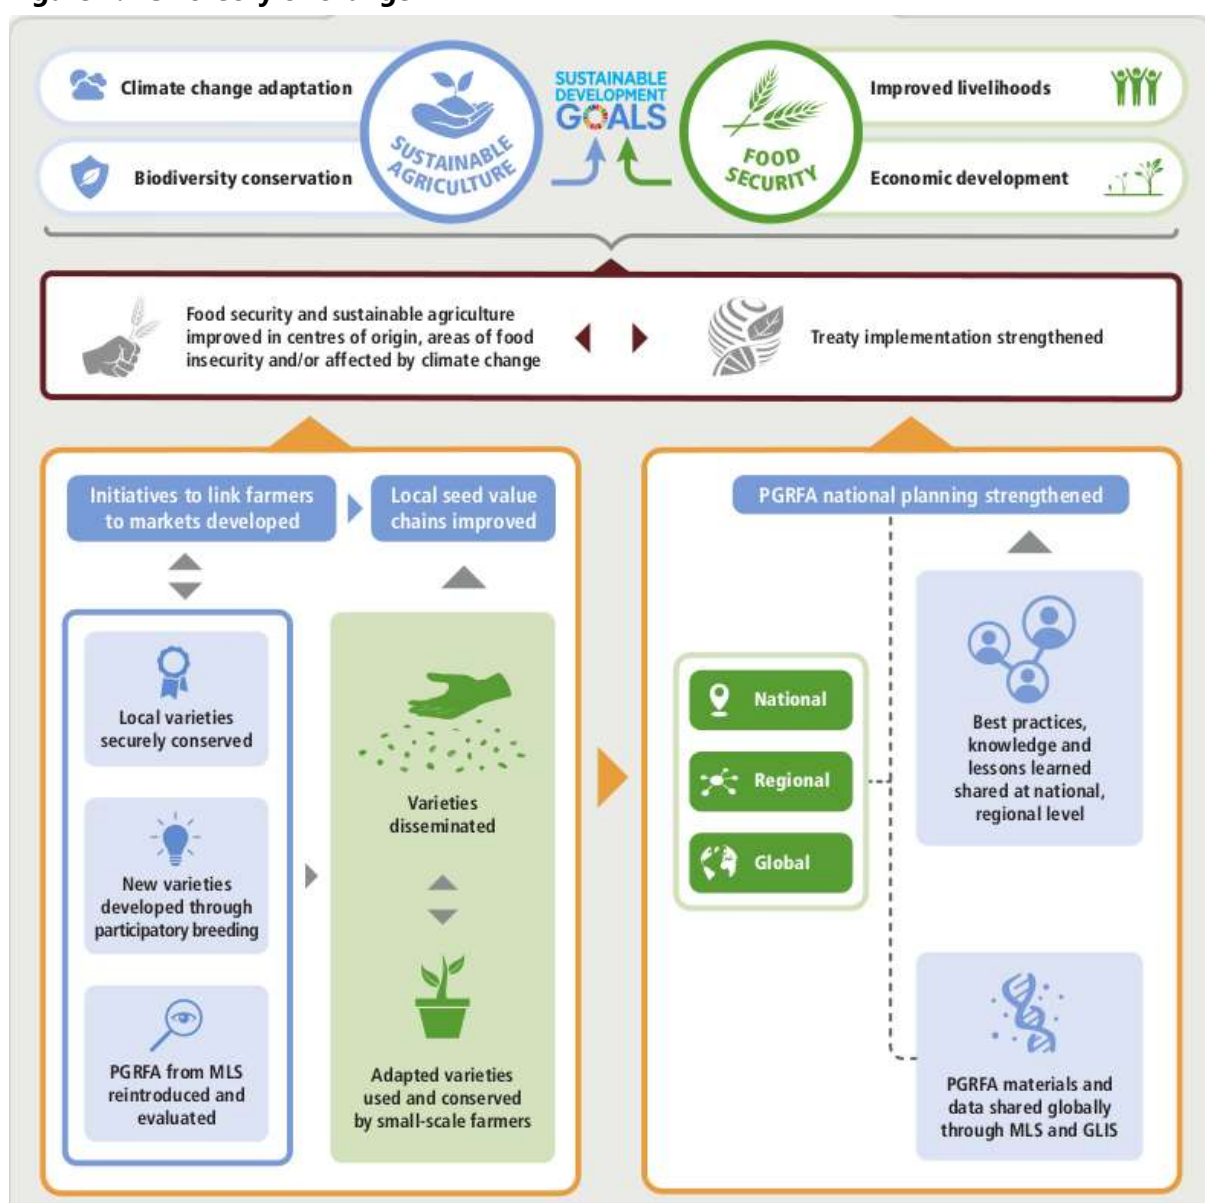 Climate change adaptation
Biodiversity conservation
SUSTAINABLE
AGRICULTURE
SUSTAINABLE
DEVELOPMENT
GOALS
FOOD
SECURITY
Improved livelihoods
Economic development
Food security and sustainable agriculture
improved in centres of origin, areas of food
insecurity and/or affected by climate change
Treaty implementation strengthened
Initiatives to link farmers
to markets developed
Local seed value
chains improved
Local varieties
securely conserved
New varieties
developed through
participatory breeding
PGRFA from MLS
reintroduced and
evaluated
Varieties
disseminated
Adapted varieties
used and conserved
by small-scale farmers
PGRFA national planning strengthened
National
Regional
Global
Best practices,
knowledge and
lessons learned
shared at national,
regional level
PGRFA materials and
data shared globally
through MLS and GLIS